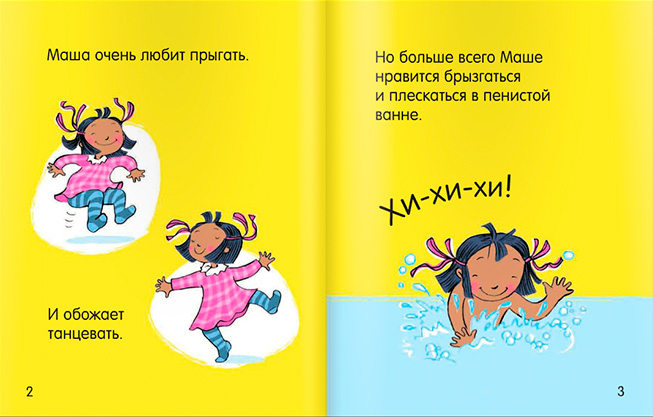 Маша очень любит прыгать.
И обожает
танцевать.
2
Но больше всего Маше
нравится брызгаться
и плескаться в пенистой
ванне.
ХИ-ХИ-ХИ!
3